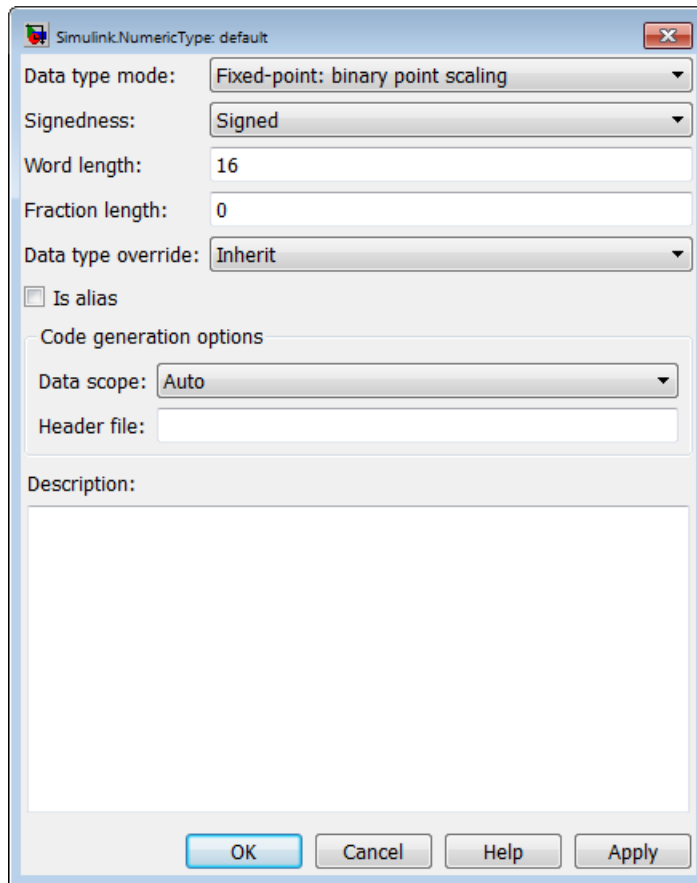 Simulink.NumericType: default
Data type mode: Fixed-point: binary point scaling
Signedness: Signed
Word length: 16
Fraction length: 0
Data type override: Inherit
Is alias
Code generation options
Data scope: Auto
Header file:
Description:
OK Cancel Help Apply